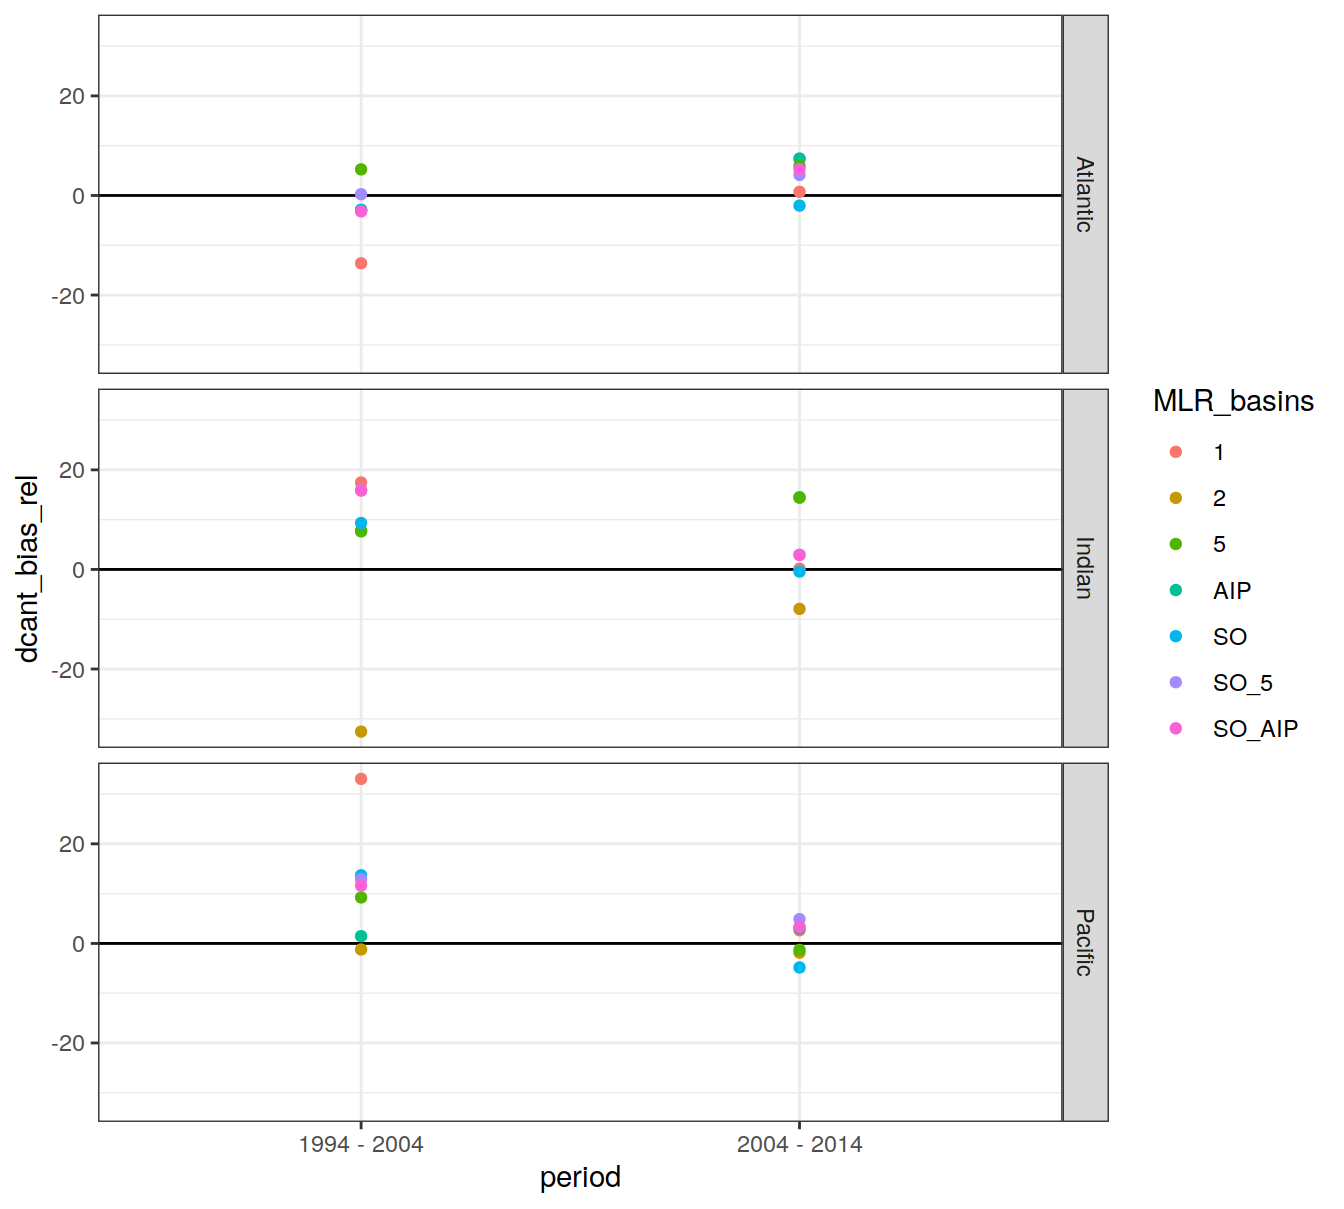 20
0
-20
Atlantic
20
0
-20
Indian
20
0
-20
Pacific
dcant_bias_rel
1994 - 2004
2004 - 2014
period
MLR_basins
1
2
5
AIP
SO
SO_5
SO_AIP